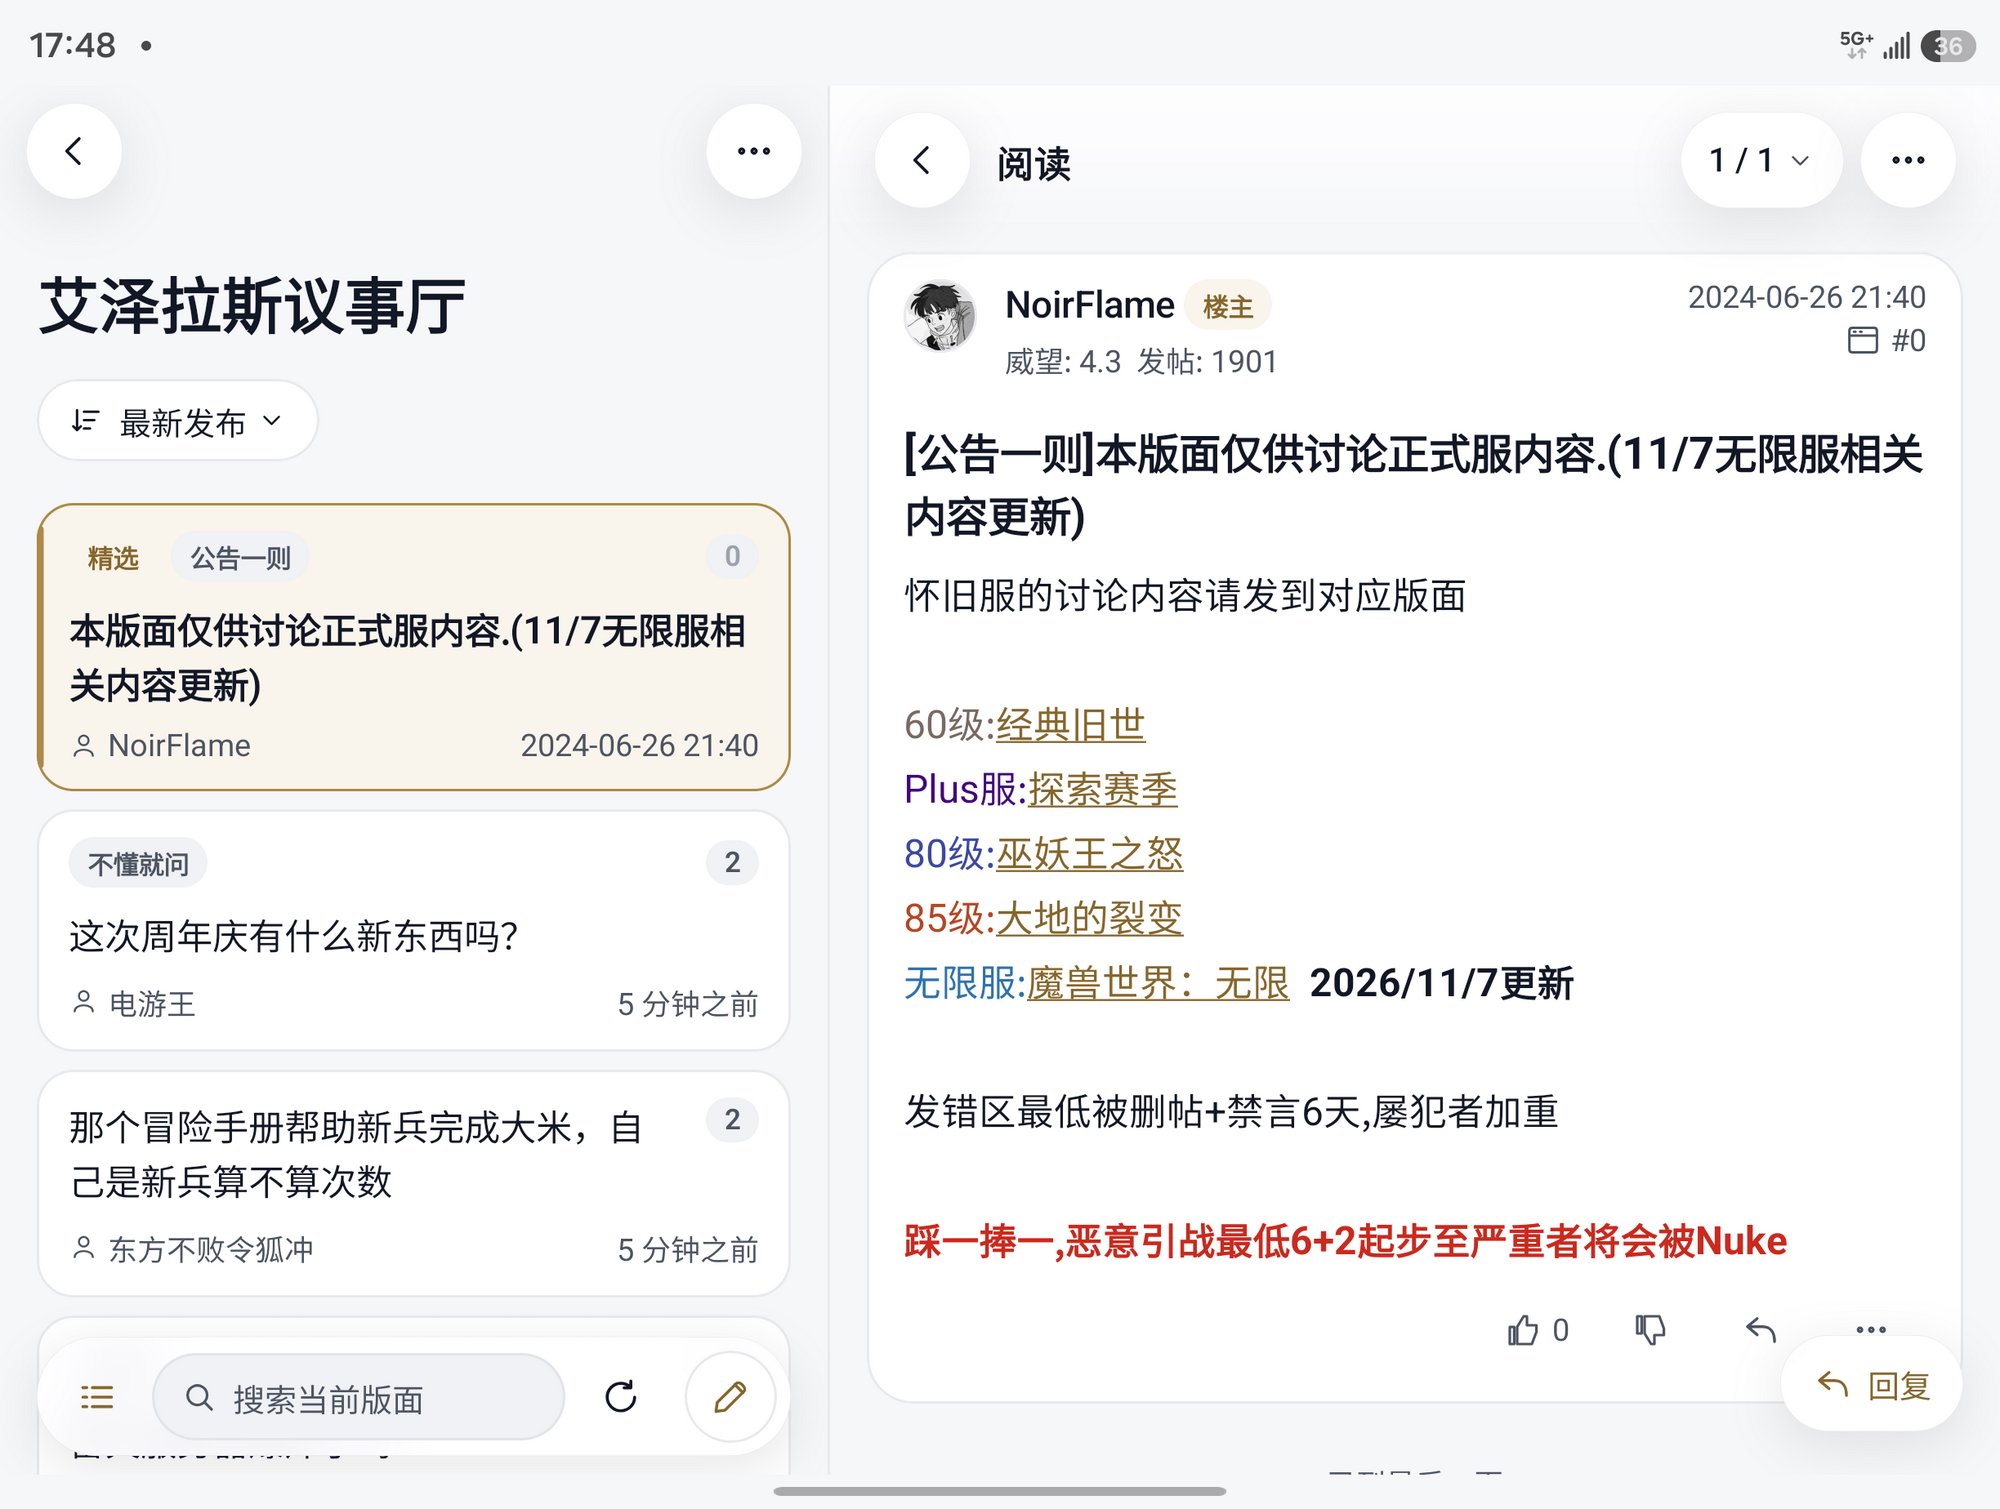 17:48
5G+
36
艾泽拉斯议事厅
最新发布
精选 公告一则 0
本版面仅供讨论正式服内容.(11/7无限服相
关内容更新)
NoirFlame 2024-06-26 21:40
不懂就问 2
这次周年庆有什么新东西吗?
电游王 5 分钟之前
那个冒险手册帮助新兵完成大米，自 2
己是新兵算不算次数
东方不败令狐冲 5 分钟之前
搜索当前版面
阅读 1 / 1
NoirFlame 楼主 2024-06-26 21:40
威望: 4.3 发帖: 1901 #0
[公告一则]本版面仅供讨论正式服内容.(11/7无限服相关
内容更新)
怀旧服的讨论内容请发到对应版面
60级:经典旧世
Plus服:探索赛季
80级:巫妖王之怒
85级:大地的裂变
无限服:魔兽世界：无限 2026/11/7更新
发错区最低被删帖+禁言6天,屡犯者加重
踩一捧一,恶意引战最低6+2起步至严重者将会被Nuke
0
回复